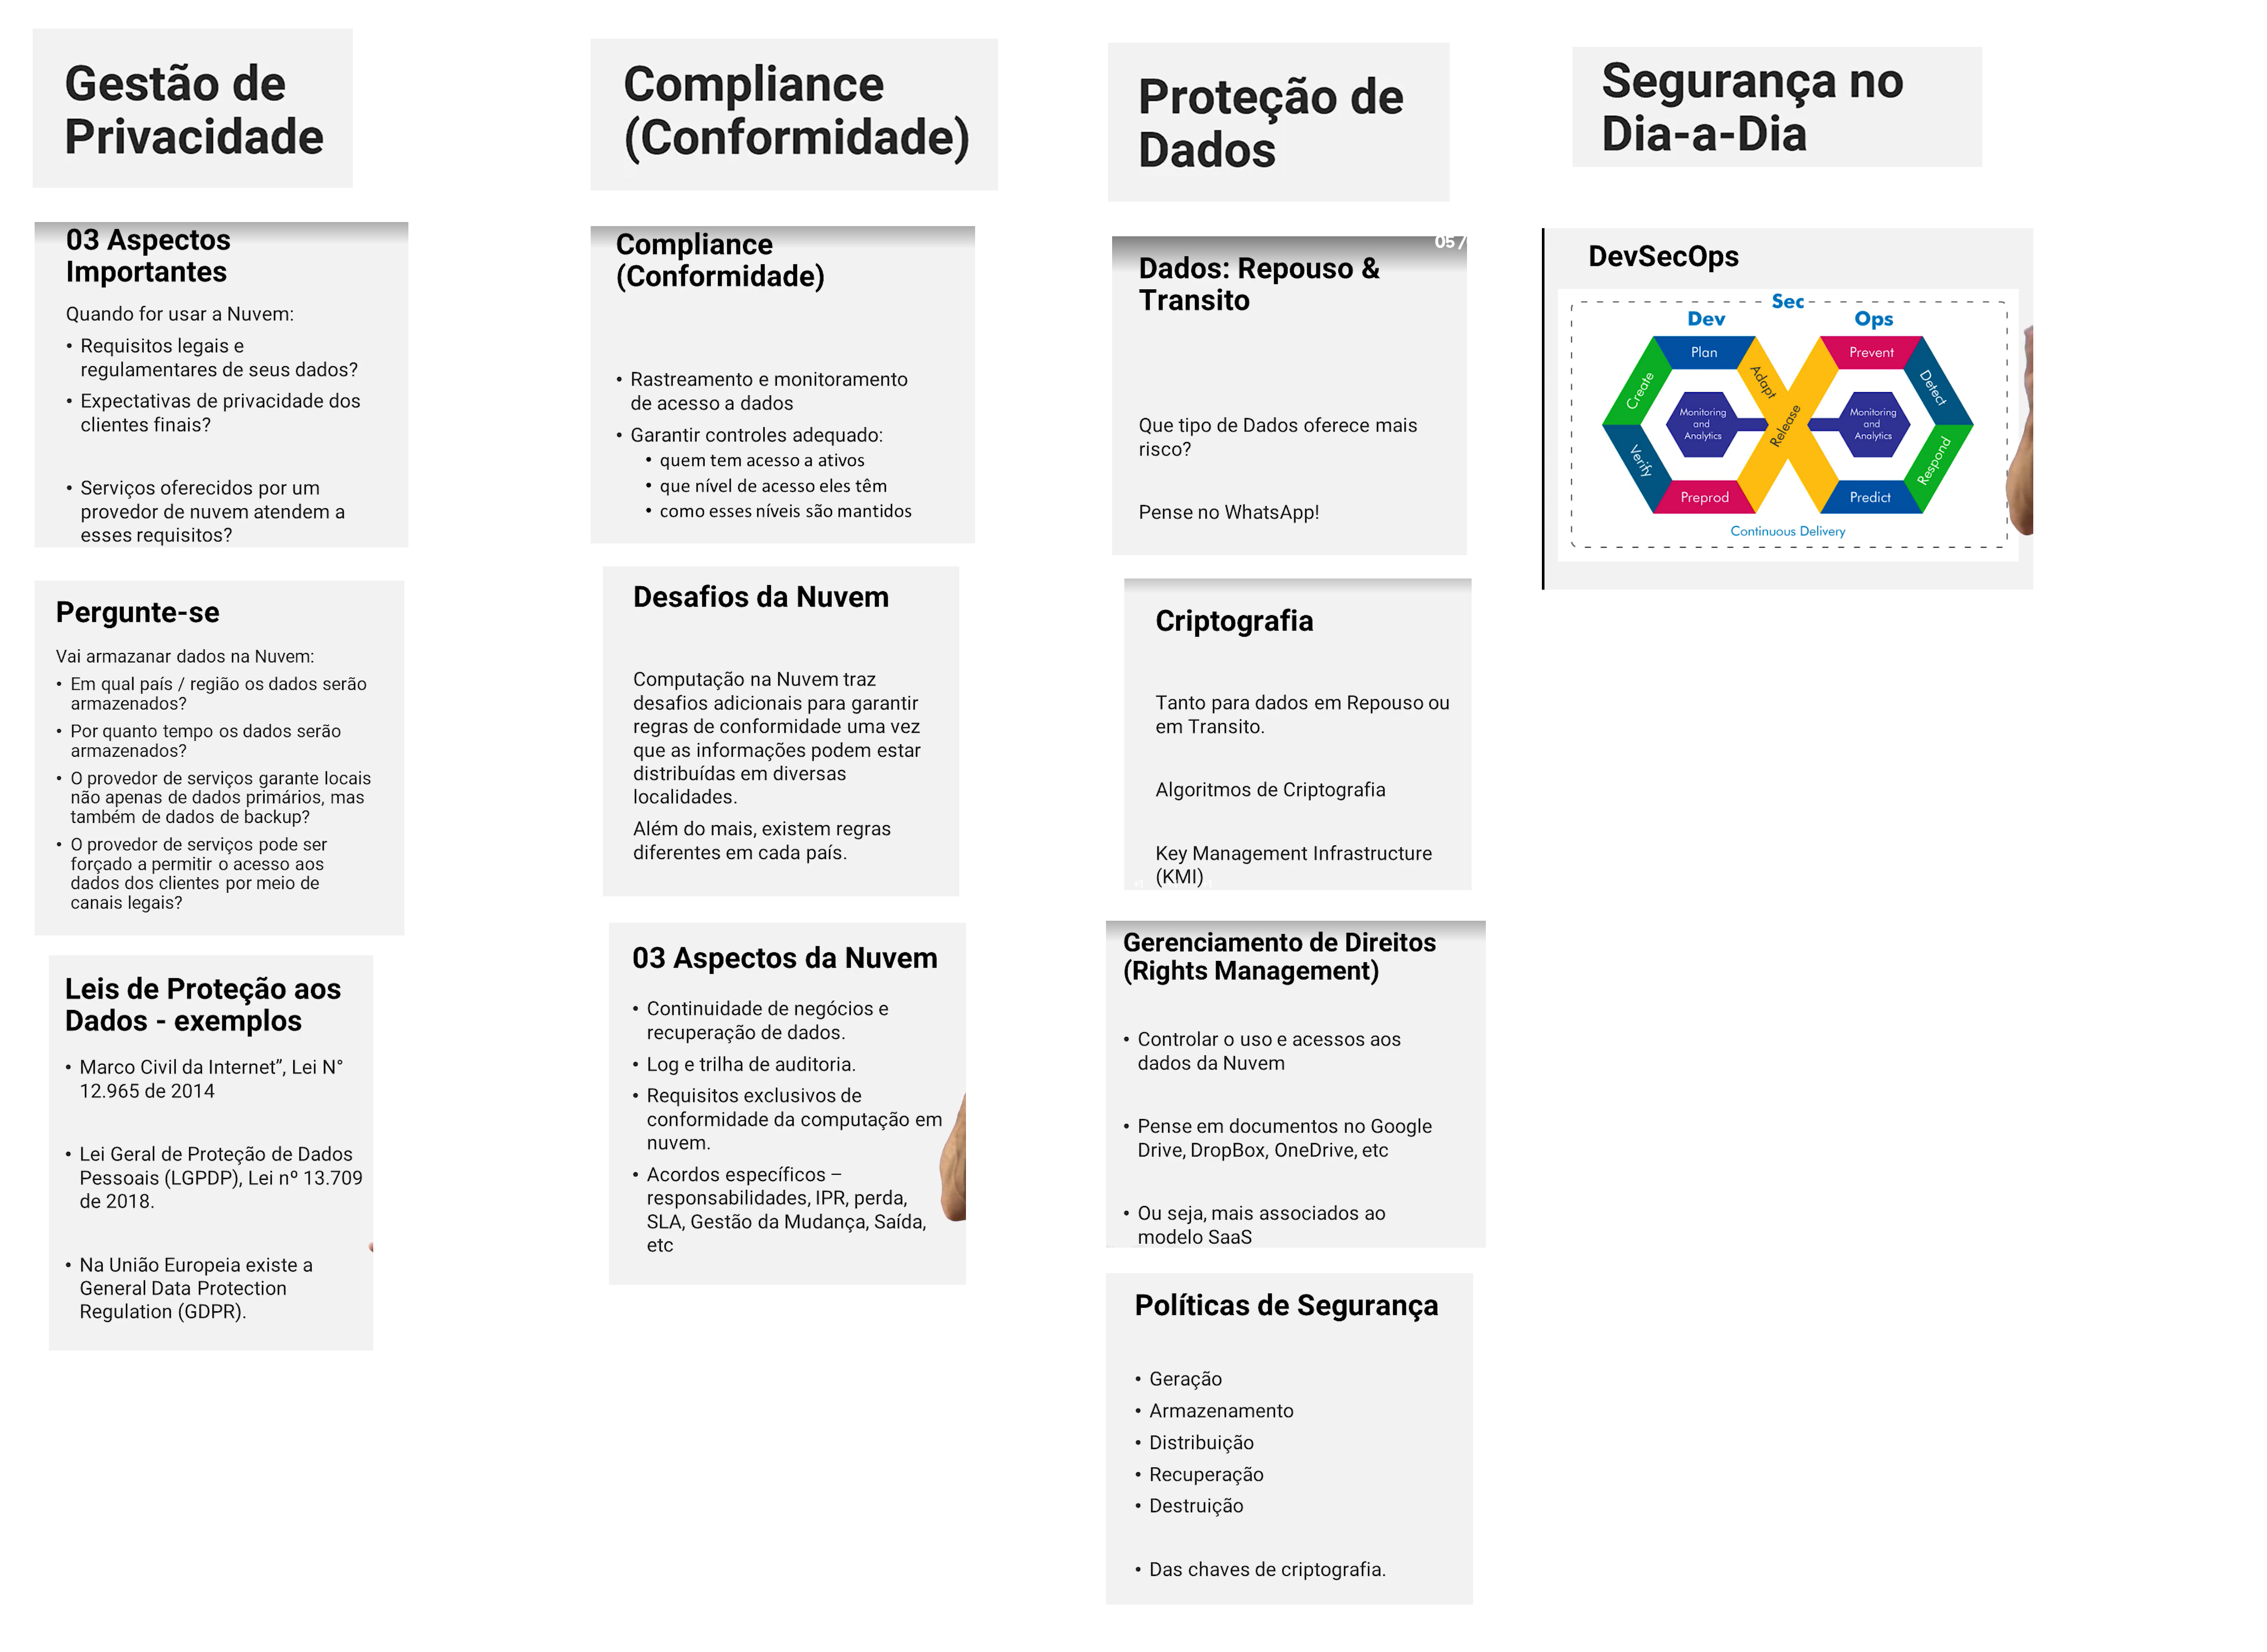 Gestão de
Privacidade
03 Aspectos
Importantes
Quando for usar a Nuvem:
• Requisitos legais e
regulamentares de seus dados?
• Expectativas de privacidade dos
clientes finais?
• Serviços oferecidos por um
provedor de nuvem atendem a
esses requisitos?
Pergunte-se
Vai armazanar dados na Nuvem:
• Em qual país / região os dados serão
armazenados?
• Por quanto tempo os dados serão
armazenados?
• O provedor de serviços garante locais
não apenas de dados primários, mas
também de dados de backup?
• O provedor de serviços pode ser
forçado a permitir o acesso aos
dados dos clientes por meio de
canais legais?
Leis de Proteção aos
Dados - exemplos
• Marco Civil da Internet”, Lei N°
12.965 de 2014
• Lei Geral de Proteção de Dados
Pessoais (LGPDP), Lei nº 13.709
de 2018.
• Na União Europeia existe a
General Data Protection
Regulation (GDPR).
Compliance
(Conformidade)
Compliance
(Conformidade)
• Rastreamento e monitoramento
de acesso a dados
• Garantir controles adequado:
• quem tem acesso a ativos
• que nível de acesso eles têm
• como esses níveis são mantidos
Desafios da Nuvem
Computação na Nuvem traz
desafios adicionais para garantir
regras de conformidade uma vez
que as informações podem estar
distribuídas em diversas
localidades.
Além do mais, existem regras
diferentes em cada país.
03 Aspectos da Nuvem
• Continuidade de negócios e
recuperação de dados.
• Log e trilha de auditoria.
• Requisitos exclusivos de
conformidade da computação em
nuvem.
• Acordos específicos –
responsabilidades, IPR, perda,
SLA, Gestão da Mudança, Saída,
etc
Proteção de
Dados
05/
Dados: Repouso &
Transito
Que tipo de Dados oferece mais
risco?
Pense no WhatsApp!
Criptografia
Tanto para dados em Repouso ou
em Transito.
Algoritmos de Criptografia
Key Management Infrastructure
(KMI)
Gerenciamento de Direitos
(Rights Management)
• Controlar o uso e acessos aos
dados da Nuvem
• Pense em documentos no Google
Drive, DropBox, OneDrive, etc
• Ou seja, mais associados ao
modelo SaaS
Políticas de Segurança
• Geração
• Armazenamento
• Distribuição
• Recuperação
• Destruição
• Das chaves de criptografia.
Segurança no
Dia-a-Dia
DevSecOps
Sec
Dev
Ops
Plan
Create
Adapt
Monitoring
and
Analytics
Verify
Preprod
Release
Prevent
Detect
Monitoring
and
Analytics
Respond
Predict
Continuous Delivery